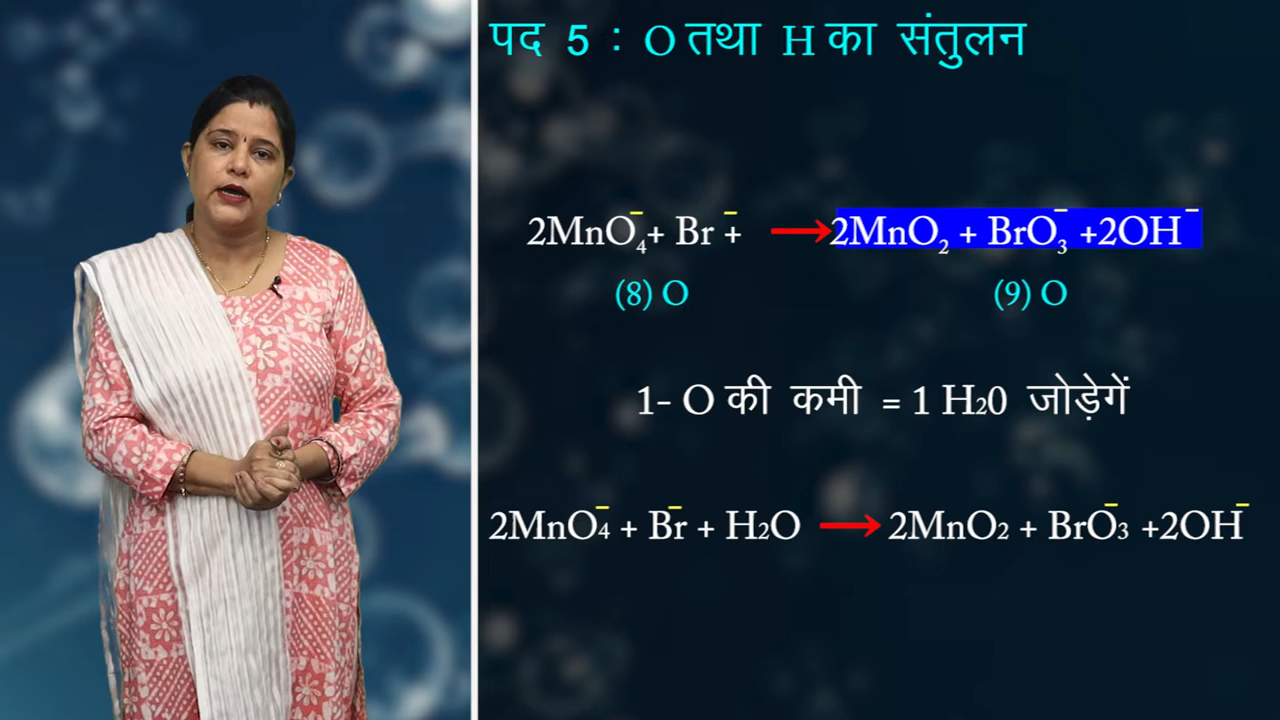 पद 5 : O तथा H का संतुलन
2MnO₄⁻ + Br⁻ + → 2MnO₂ + BrO₃⁻ +2OH⁻
(8) O (9) O
1- O की कमी = 1 H₂0 जोड़ेगें
2MnO₄⁻ + Br⁻ + H₂O → 2MnO₂ + BrO₃⁻ +2OH⁻